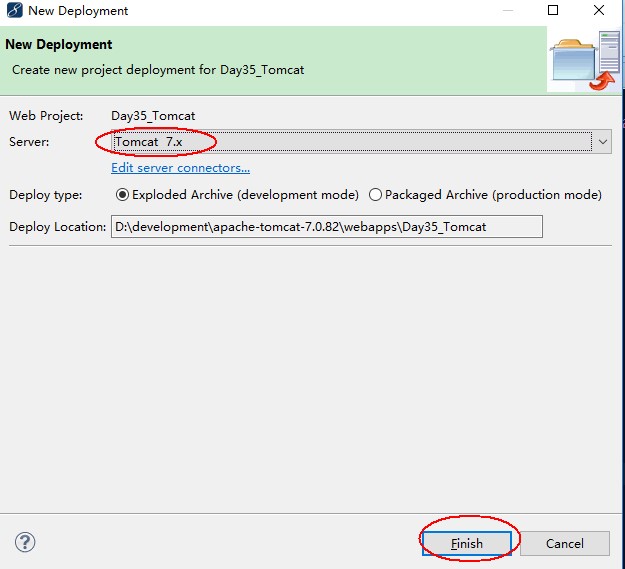 New Deployment
New Deployment
Create new project deployment for Day35_Tomcat
Web Project: Day35_Tomcat
Server: Tomcat 7.x
Edit server connectors...
Deploy type: Exploded Archive (development mode) Packaged Archive (production mode)
Deploy Location: D:\development\apache-tomcat-7.0.82\webapps\Day35_Tomcat
? Finish Cancel